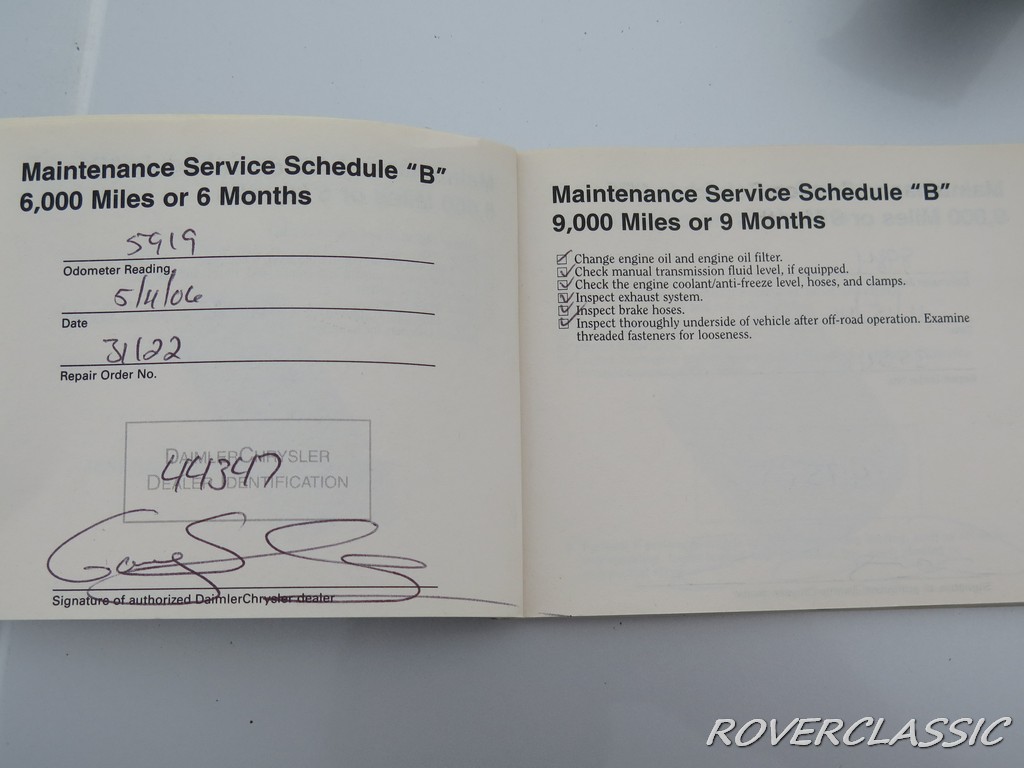 Maintenance Service Schedule "B"
6,000 Miles or 6 Months
5919
Odometer Reading
5/4/06
Date
31122
Repair Order No.
DAIMLERCHRYSLER
DEALER IDENTIFICATION
44347
Signature of authorized DaimlerChrysler dealer
Maintenance Service Schedule "B"
9,000 Miles or 9 Months
Change engine oil and engine oil filter.
Check manual transmission fluid level, if equipped.
Check the engine coolant/anti-freeze level, hoses, and clamps.
Inspect exhaust system.
Inspect brake hoses.
Inspect thoroughly underside of vehicle after off-road operation. Examine
threaded fasteners for looseness.
ROVERCLASSIC